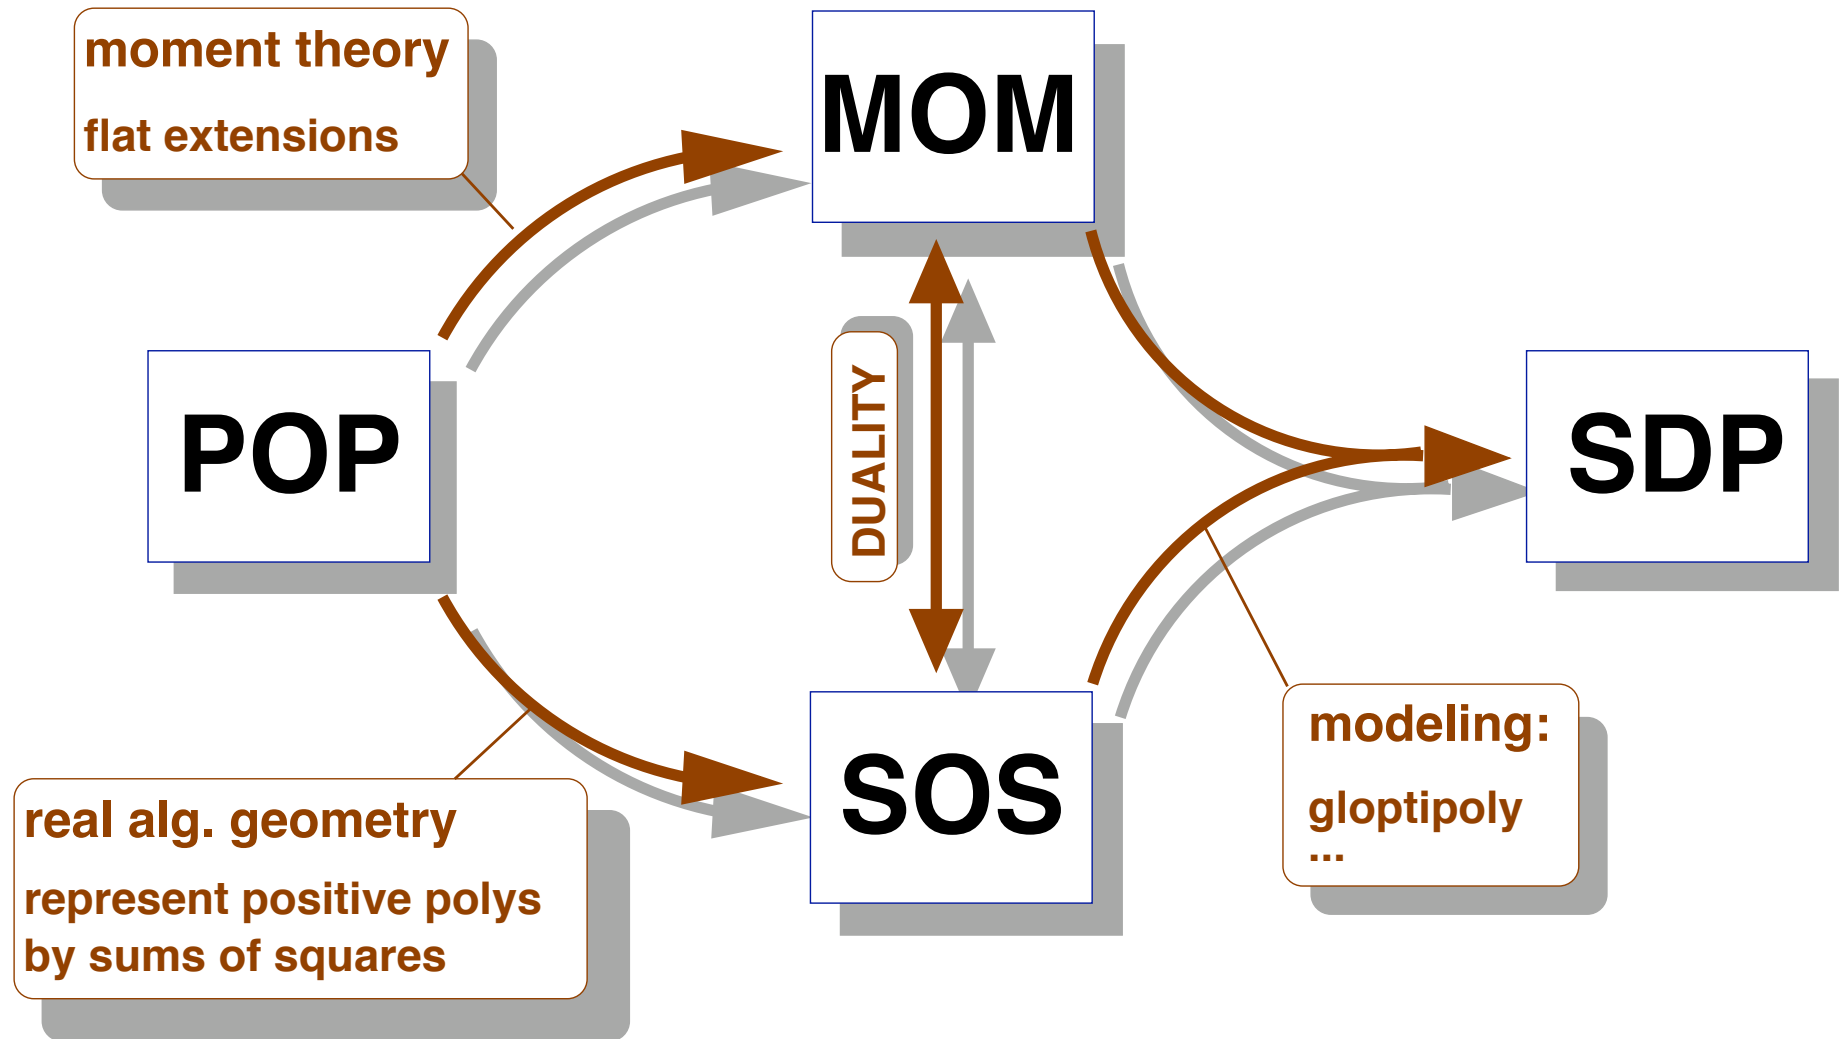 moment theory
flat extensions
MOM
POP
DUALITY
SDP
SOS
modeling:
gloptipoly
...
real alg. geometry
represent positive polys
by sums of squares